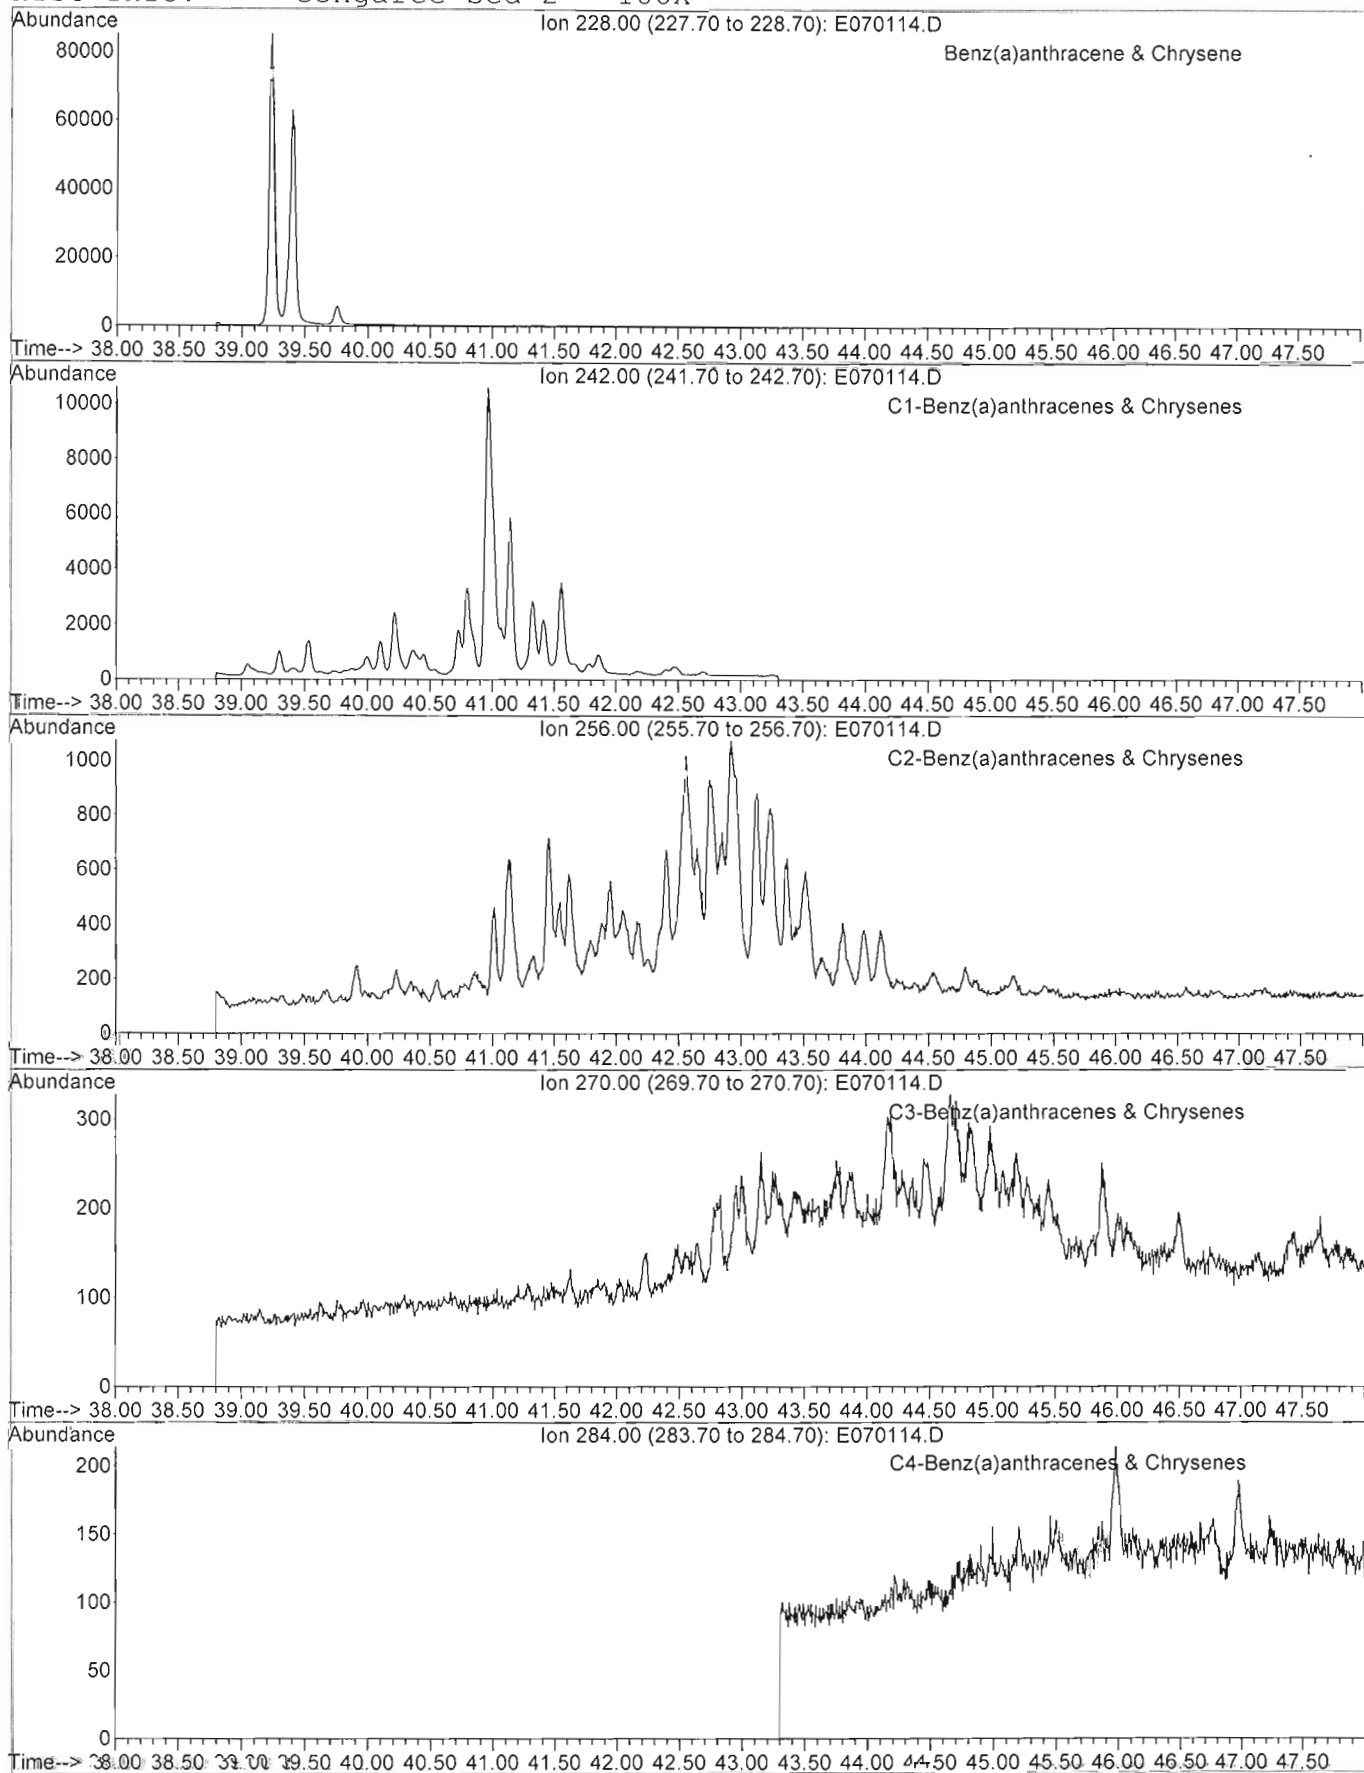 Congaree Sed 2   100X
Abundance
Ion 228.00 (227.70 to 228.70): E070114.D
Benz(a)anthracene & Chrysene
80000
60000
40000
20000
0
Time--> 38.00 38.50 39.00 39.50 40.00 40.50 41.00 41.50 42.00 42.50 43.00 43.50 44.00 44.50 45.00 45.50 46.00 46.50 47.00 47.50
Abundance
Ion 242.00 (241.70 to 242.70): E070114.D
C1-Benz(a)anthracenes & Chrysenes
10000
8000
6000
4000
2000
0
Time--> 38.00 38.50 39.00 39.50 40.00 40.50 41.00 41.50 42.00 42.50 43.00 43.50 44.00 44.50 45.00 45.50 46.00 46.50 47.00 47.50
Abundance
Ion 256.00 (255.70 to 256.70): E070114.D
C2-Benz(a)anthracenes & Chrysenes
1000
800
600
400
200
0
Time--> 38.00 38.50 39.00 39.50 40.00 40.50 41.00 41.50 42.00 42.50 43.00 43.50 44.00 44.50 45.00 45.50 46.00 46.50 47.00 47.50
Abundance
Ion 270.00 (269.70 to 270.70): E070114.D
C3-Benz(a)anthracenes & Chrysenes
300
200
100
0
Time--> 38.00 38.50 39.00 39.50 40.00 40.50 41.00 41.50 42.00 42.50 43.00 43.50 44.00 44.50 45.00 45.50 46.00 46.50 47.00 47.50
Abundance
Ion 284.00 (283.70 to 284.70): E070114.D
C4-Benz(a)anthracenes & Chrysenes
200
150
100
50
0
Time--> 38.00 38.50 39.00 39.50 40.00 40.50 41.00 41.50 42.00 42.50 43.00 43.50 44.00 44.50 45.00 45.50 46.00 46.50 47.00 47.50